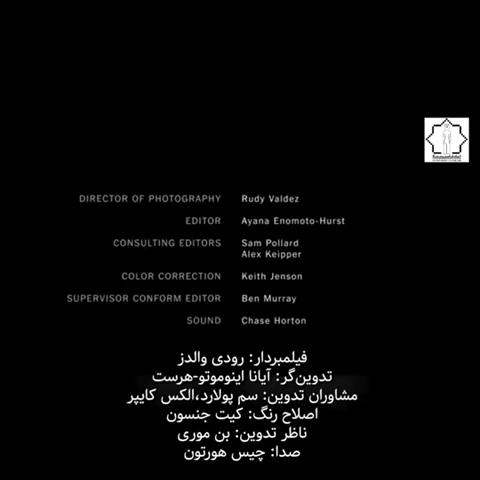 DIRECTOR OF PHOTOGRAPHY Rudy Valdez
EDITOR Ayana Enomoto-Hurst
CONSULTING EDITORS Sam Pollard
Alex Keipper
COLOR CORRECTION Keith Jenson
SUPERVISOR CONFORM EDITOR Ben Murray
SOUND Chase Horton
فیلمبردار: رودی والدز
تدوین‌گر: آیانا اینوموتو-هرست
مشاوران تدوین: سم پولارد،الکس کایپر
اصلاح رنگ: کیت جنسون
ناظر تدوین: بن موری
صدا: چیس هورتون